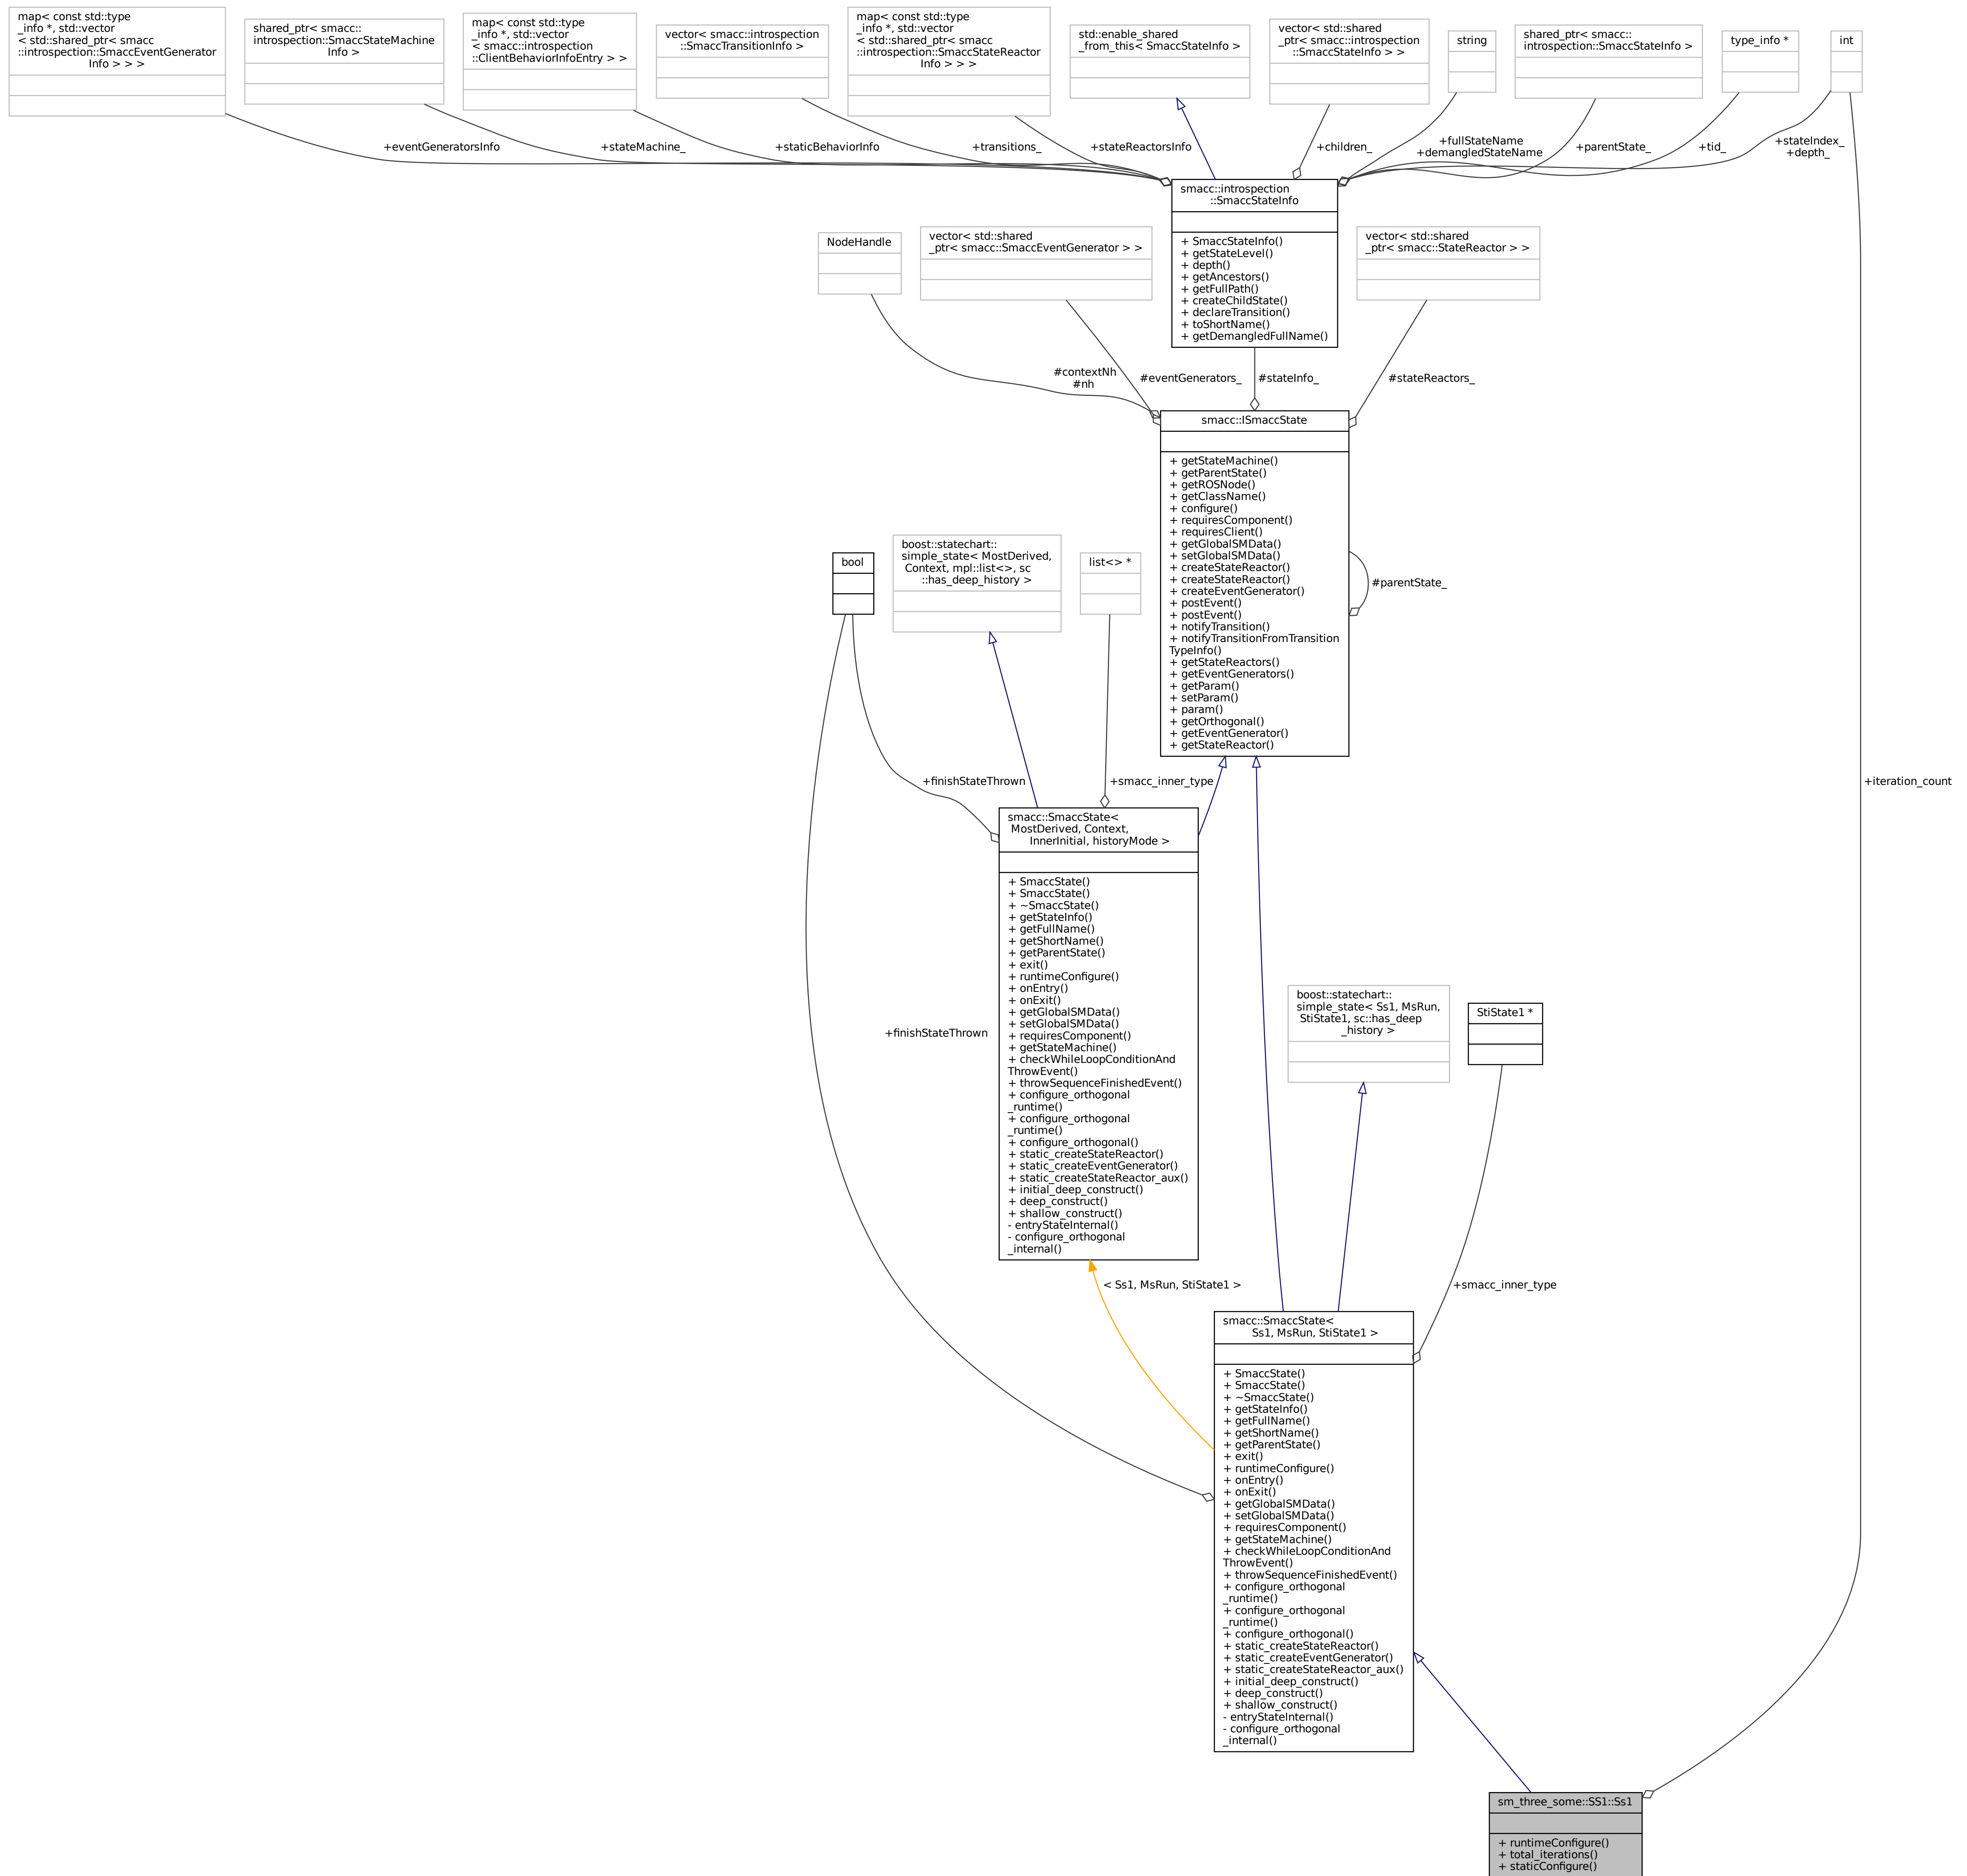 map< const std::type
_info *, std::vector
< std::shared_ptr< smacc
::introspection::SmaccEventGenerator
Info > > >
shared_ptr< smacc::
introspection::SmaccStateMachine
Info >
map< const std::type
_info *, std::vector
< smacc::introspection
::ClientBehaviorInfoEntry > >
vector< smacc::introspection
::SmaccTransitionInfo >
map< const std::type
_info *, std::vector
< std::shared_ptr< smacc
::introspection::SmaccStateReactor
Info > > >
std::enable_shared
_from_this< SmaccStateInfo >
vector< std::shared
_ptr< smacc::introspection
::SmaccStateInfo > >
string
shared_ptr< smacc::
introspection::SmaccStateInfo >
type_info *
int
+eventGeneratorsInfo
+stateMachine_
+staticBehaviorInfo
+transitions_
+stateReactorsInfo
+children_
+fullStateName
+demangledStateName
+parentState_
+tid_
+stateIndex_
+depth_
smacc::introspection
::SmaccStateInfo
+ SmaccStateInfo()
+ getStateLevel()
+ depth()
+ getAncestors()
+ getFullPath()
+ createChildState()
+ declareTransition()
+ toShortName()
+ getDemangledFullName()
NodeHandle
vector< std::shared
_ptr< smacc::SmaccEventGenerator > >
vector< std::shared
_ptr< smacc::StateReactor > >
#contextNh
#nh
#eventGenerators_
#stateInfo_
#stateReactors_
smacc::ISmaccState
+ getStateMachine()
+ getParentState()
+ getROSNode()
+ getClassName()
+ configure()
+ requiresComponent()
+ requiresClient()
+ getGlobalSMData()
+ setGlobalSMData()
+ createStateReactor()
+ createStateReactor()
+ createEventGenerator()
+ postEvent()
+ postEvent()
+ notifyTransition()
+ notifyTransitionFromTransition
TypeInfo()
+ getStateReactors()
+ getEventGenerators()
+ getParam()
+ setParam()
+ param()
+ getOrthogonal()
+ getEventGenerator()
+ getStateReactor()
#parentState_
bool
boost::statechart::
simple_state< MostDerived,
Context, mpl::list<>, sc
::has_deep_history >
list<> *
+finishStateThrown
+smacc_inner_type
+iteration_count
smacc::SmaccState<
MostDerived, Context,
InnerInitial, historyMode >
+ SmaccState()
+ SmaccState()
+ ~SmaccState()
+ getStateInfo()
+ getFullName()
+ getShortName()
+ getParentState()
+ exit()
+ runtimeConfigure()
+ onEntry()
+ onExit()
+ getGlobalSMData()
+ setGlobalSMData()
+ requiresComponent()
+ getStateMachine()
+ checkWhileLoopConditionAnd
ThrowEvent()
+ throwSequenceFinishedEvent()
+ configure_orthogonal
_runtime()
+ configure_orthogonal
_runtime()
+ configure_orthogonal()
+ static_createStateReactor()
+ static_createEventGenerator()
+ static_createStateReactor_aux()
+ initial_deep_construct()
+ deep_construct()
+ shallow_construct()
- entryStateInternal()
- configure_orthogonal
_internal()
+finishStateThrown
boost::statechart::
simple_state< Ss1, MsRun,
StiState1, sc::has_deep
_history >
StiState1 *
< Ss1, MsRun, StiState1 >
+smacc_inner_type
smacc::SmaccState<
Ss1, MsRun, StiState1 >
+ SmaccState()
+ SmaccState()
+ ~SmaccState()
+ getStateInfo()
+ getFullName()
+ getShortName()
+ getParentState()
+ exit()
+ runtimeConfigure()
+ onEntry()
+ onExit()
+ getGlobalSMData()
+ setGlobalSMData()
+ requiresComponent()
+ getStateMachine()
+ checkWhileLoopConditionAnd
ThrowEvent()
+ throwSequenceFinishedEvent()
+ configure_orthogonal
_runtime()
+ configure_orthogonal
_runtime()
+ configure_orthogonal()
+ static_createStateReactor()
+ static_createEventGenerator()
+ static_createStateReactor_aux()
+ initial_deep_construct()
+ deep_construct()
+ shallow_construct()
- entryStateInternal()
- configure_orthogonal
_internal()
sm_three_some::SS1::Ss1
+ runtimeConfigure()
+ total_iterations()
+ staticConfigure()